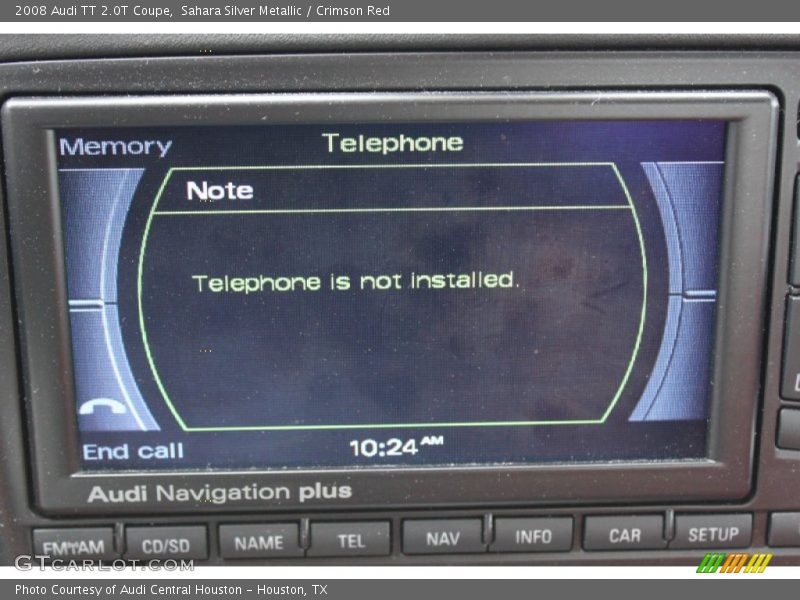 2008 Audi TT 2.0T Coupe, Sahara Silver Metallic / Crimson Red
Memory
Telephone
Note
Telephone is not installed.
End call
10:24 AM
Audi Navigation plus
FM/AM CD/SD NAME TEL NAV INFO CAR SETUP
GTCARLOT.COM
Photo Courtesy of Audi Central Houston - Houston, TX